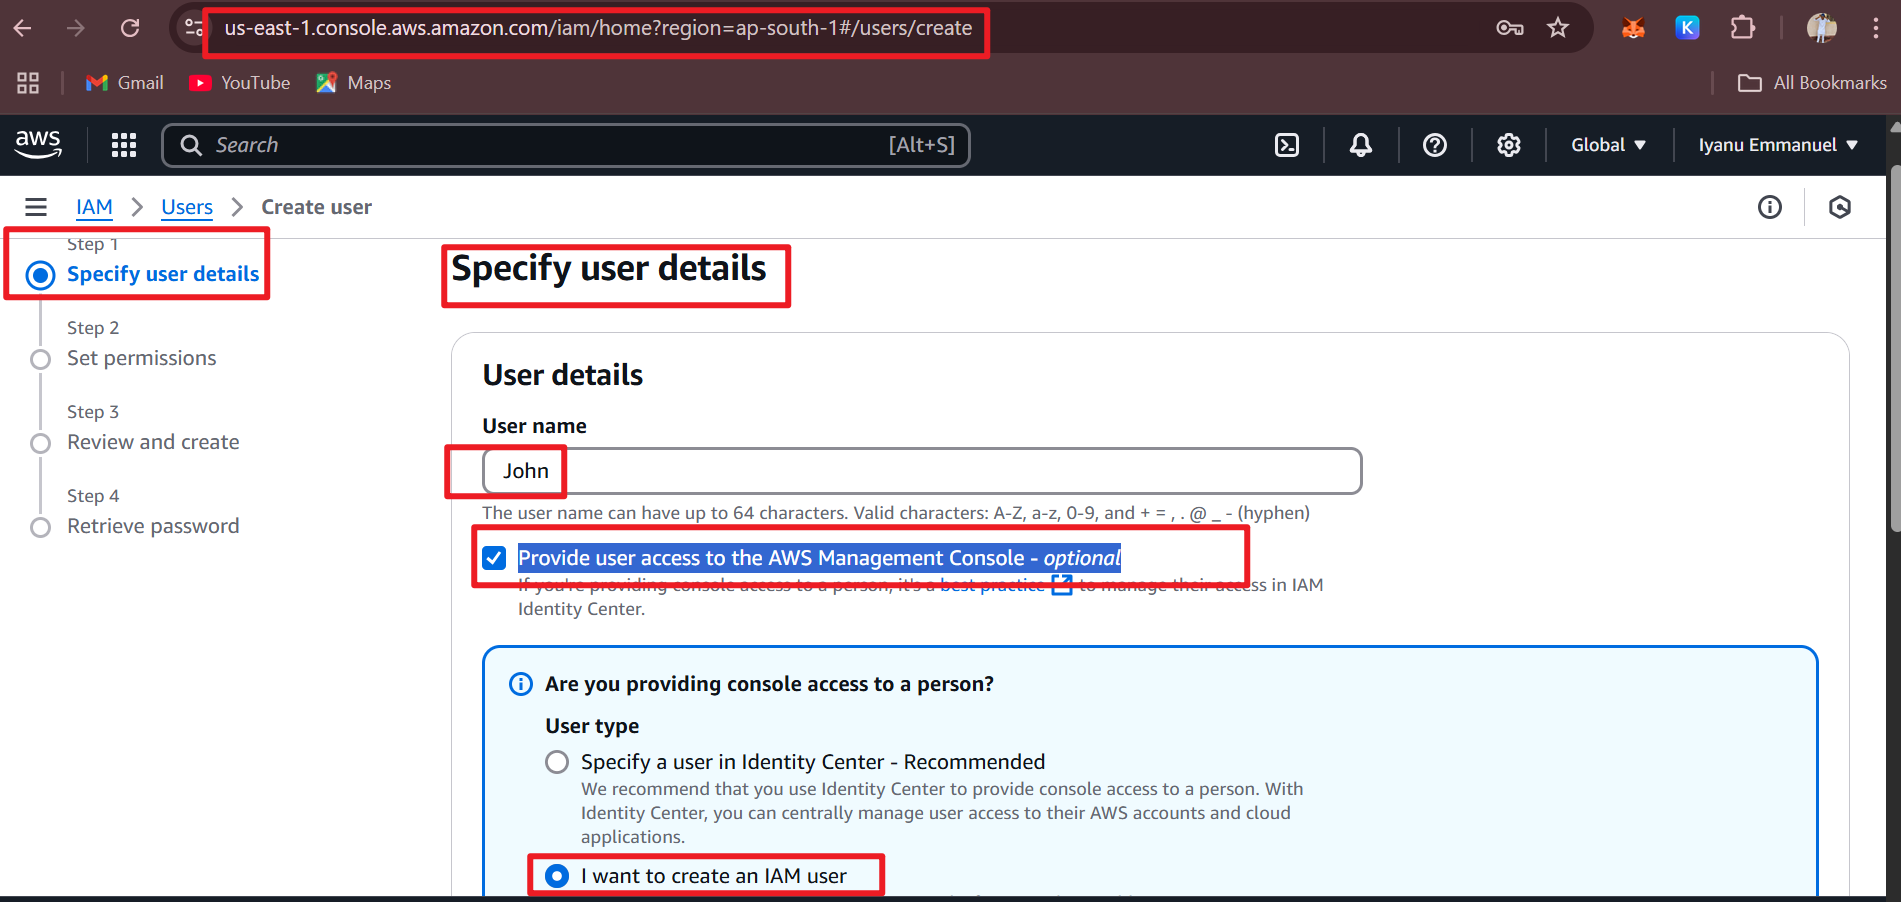 us-east-1.console.aws.amazon.com/iam/home?region=ap-south-1#/users/create
K
Gmail
YouTube
Maps
All Bookmarks
aws
Search
[Alt+S]
Global
Iyanu Emmanuel
IAM
Users
Create user
Step 1
Specify user details
Step 2
Set permissions
Step 3
Review and create
Step 4
Retrieve password
Specify user details
User details
User name
John
The user name can have up to 64 characters. Valid characters: A-Z, a-z, 0-9, and + = , . @ _ - (hyphen)
Provide user access to the AWS Management Console - optional
If you're providing console access to a person, it's a best practice to manage their access in IAM
Identity Center.
Are you providing console access to a person?
User type
Specify a user in Identity Center - Recommended
We recommend that you use Identity Center to provide console access to a person. With
Identity Center, you can centrally manage user access to their AWS accounts and cloud
applications.
I want to create an IAM user